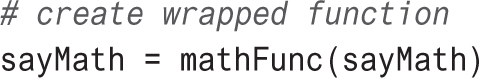 # create wrapped function
sayMath = mathFunc(sayMath)